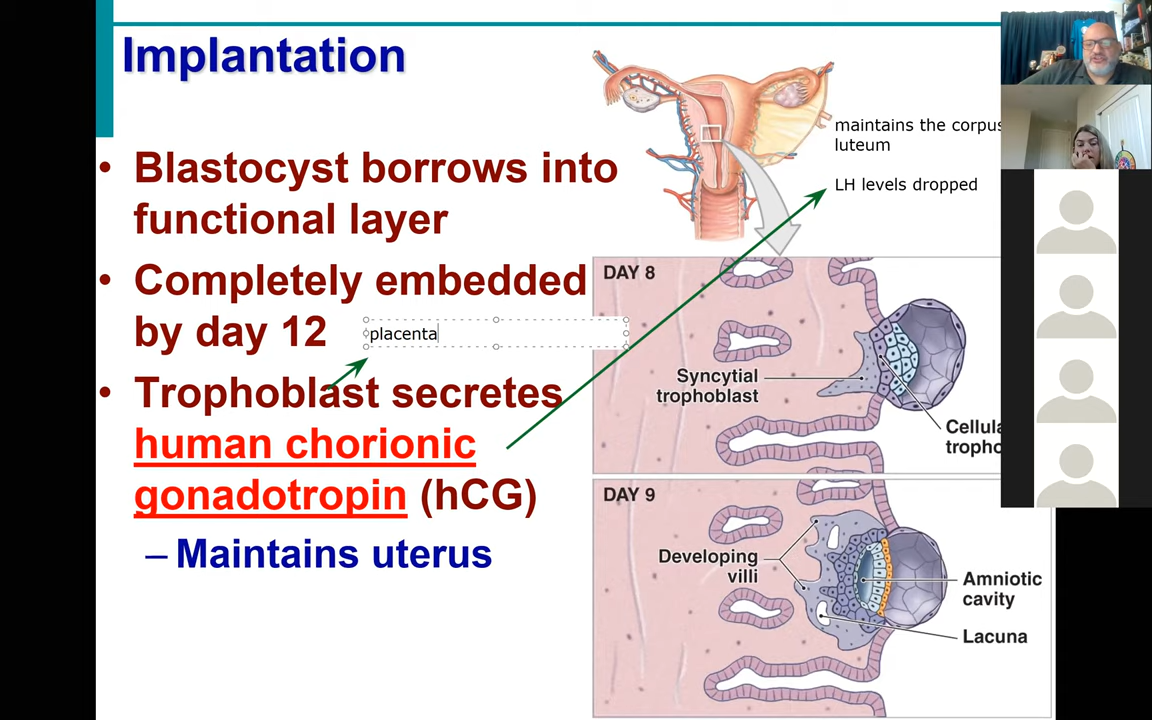 Implantation
• Blastocyst borrows into
functional layer
• Completely embedded
by day 12
placenta
• Trophoblast secretes
human chorionic
gonadotropin (hCG)
– Maintains uterus
maintains the corpus
luteum
LH levels dropped
DAY 8
Syncytial
trophoblast
DAY 9
Developing
villi
Amniotic
cavity
Lacuna